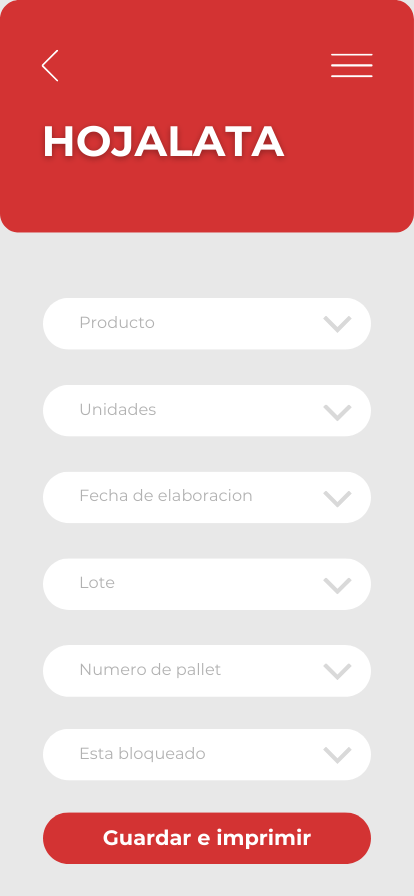 HOJALATA
Producto
Unidades
Fecha de elaboracion
Lote
Numero de pallet
Esta bloqueado
Guardar e imprimir